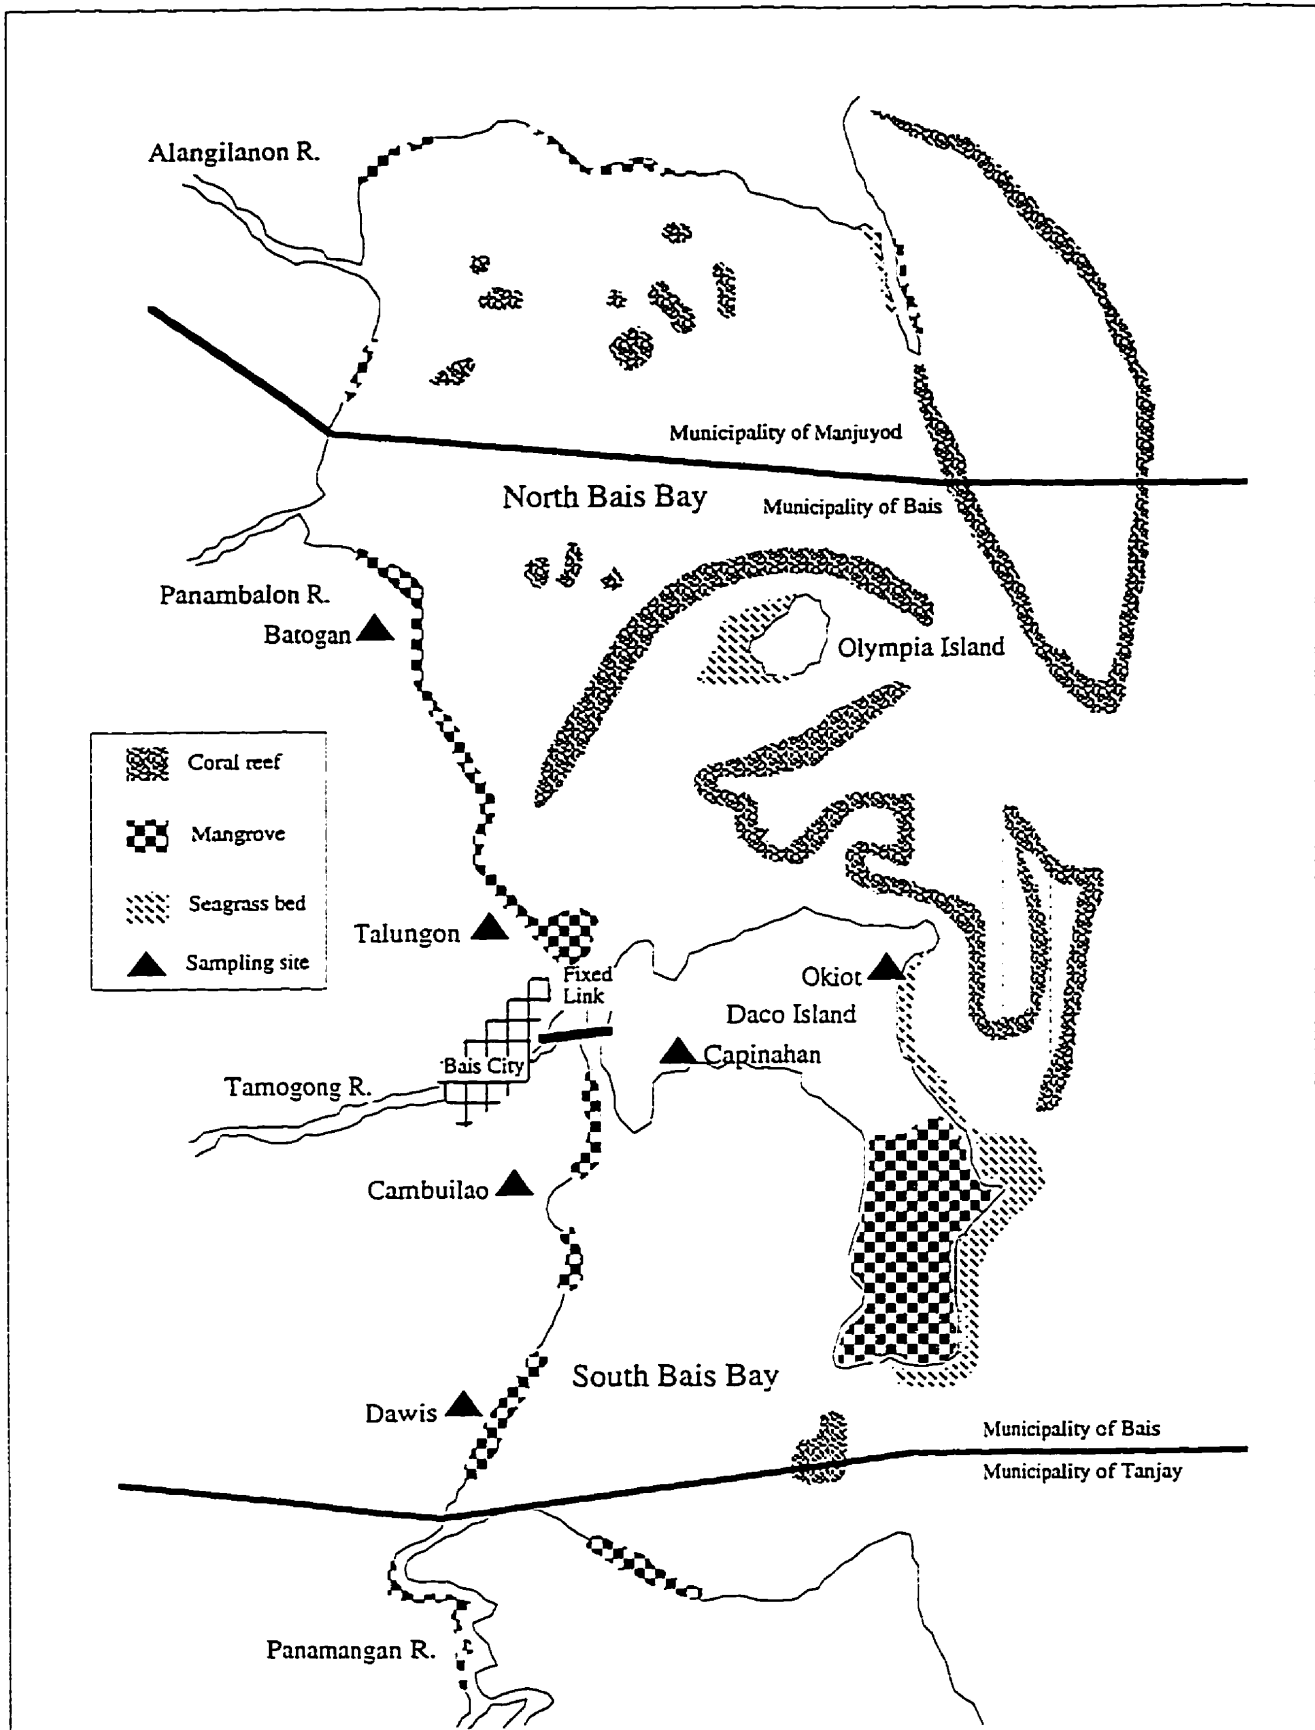 Alangilanon R.
Municipality of Manjuyod
North Bais Bay
Municipality of Bais
Panambalon R.
Batogan
Olympia Island
Coral reef
Mangrove
Seagrass bed
Sampling site
Talungon
Fixed
Link
Okiot
Daco Island
Capinahan
Bais City
Tamogong R.
Cambuilao
South Bais Bay
Dawis
Municipality of Bais
Municipality of Tanjay
Panamangan R.